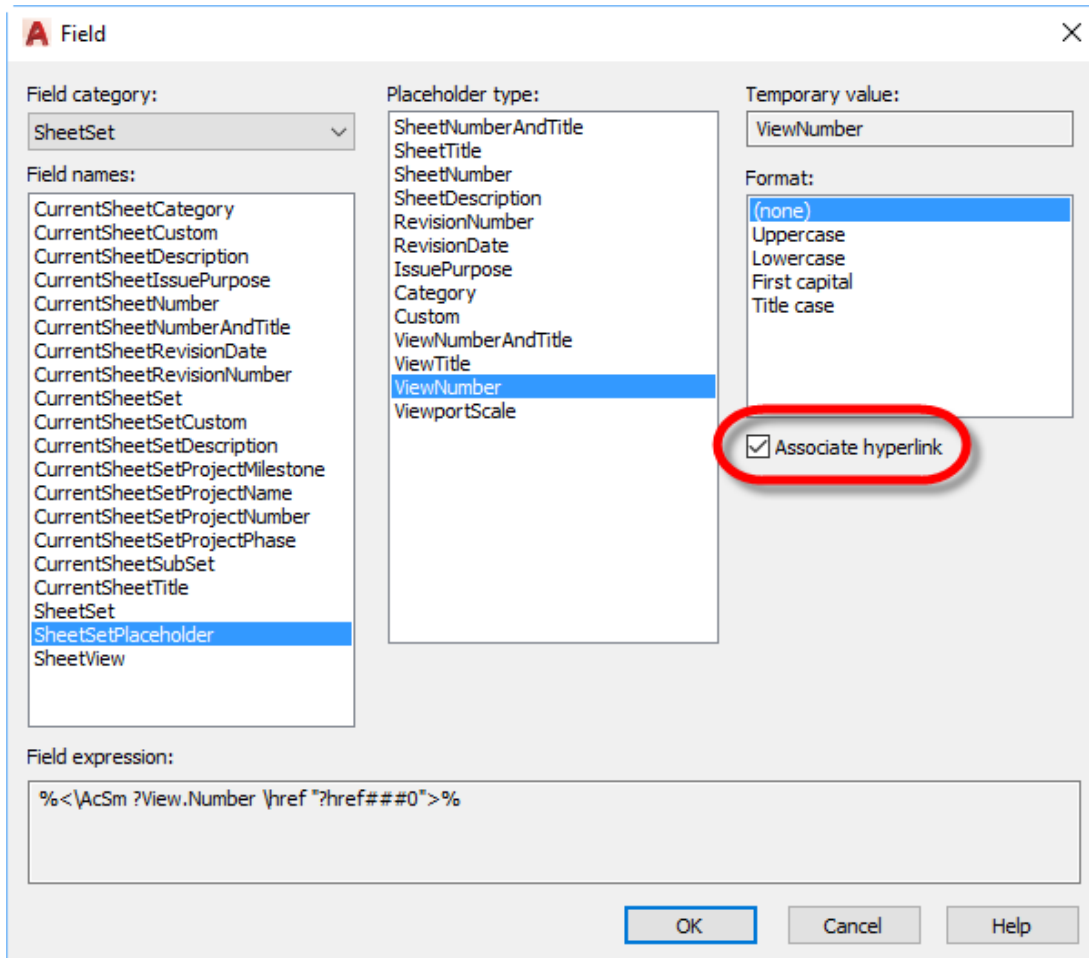 Field
Field category:
SheetSet
Field names:
CurrentSheetCategory
CurrentSheetCustom
CurrentSheetDescription
CurrentSheetIssuePurpose
CurrentSheetNumber
CurrentSheetNumberAndTitle
CurrentSheetRevisionDate
CurrentSheetRevisionNumber
CurrentSheetSet
CurrentSheetSetCustom
CurrentSheetSetDescription
CurrentSheetSetProjectMilestone
CurrentSheetSetProjectName
CurrentSheetSetProjectNumber
CurrentSheetSetProjectPhase
CurrentSheetSubSet
CurrentSheetTitle
SheetSet
SheetSetPlaceholder
SheetView
Placeholder type:
SheetNumberAndTitle
SheetTitle
SheetNumber
SheetDescription
RevisionNumber
RevisionDate
IssuePurpose
Category
Custom
ViewNumberAndTitle
ViewTitle
ViewNumber
ViewportScale
Temporary value:
ViewNumber
Format:
(none)
Uppercase
Lowercase
First capital
Title case
Associate hyperlink
Field expression:
%<\AcSm ?View.Number \href "?href###0">%
OK
Cancel
Help